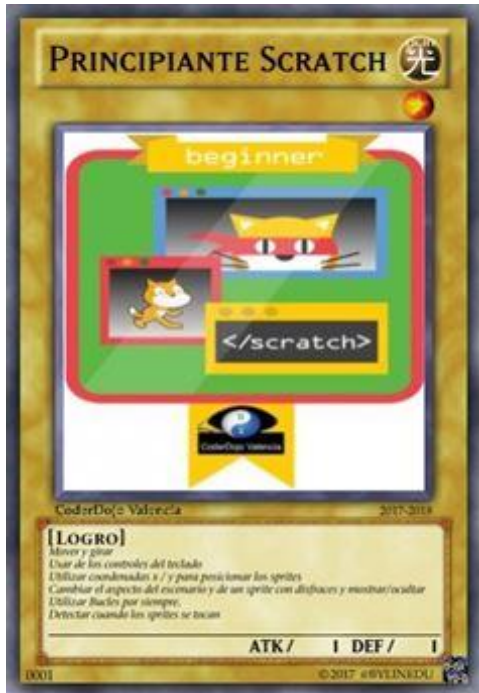 PRINCIPIANTE SCRATCH
光
beginner
</scratch>
CoderDojo Valencia
CoderDojo Valencia 2017-2018
[LOGRO]
Mover y girar
Usar de los controles del teclado
Utilizar coordenadas x / y para posicionar los sprites
Cambiar el aspecto del escenario y de un sprite con disfraces y mostrar/ocultar
Utilizar Bucles por siempre.
Detectar cuando los sprites se tocan
ATK / 1 DEF / 1
0001 ©2017 #BYLINEDU